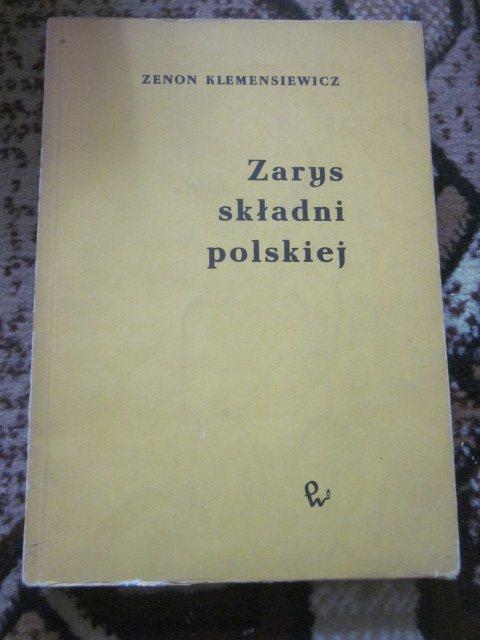 ZENON KLEMENSIEWICZ
Zarys
składni
polskiej